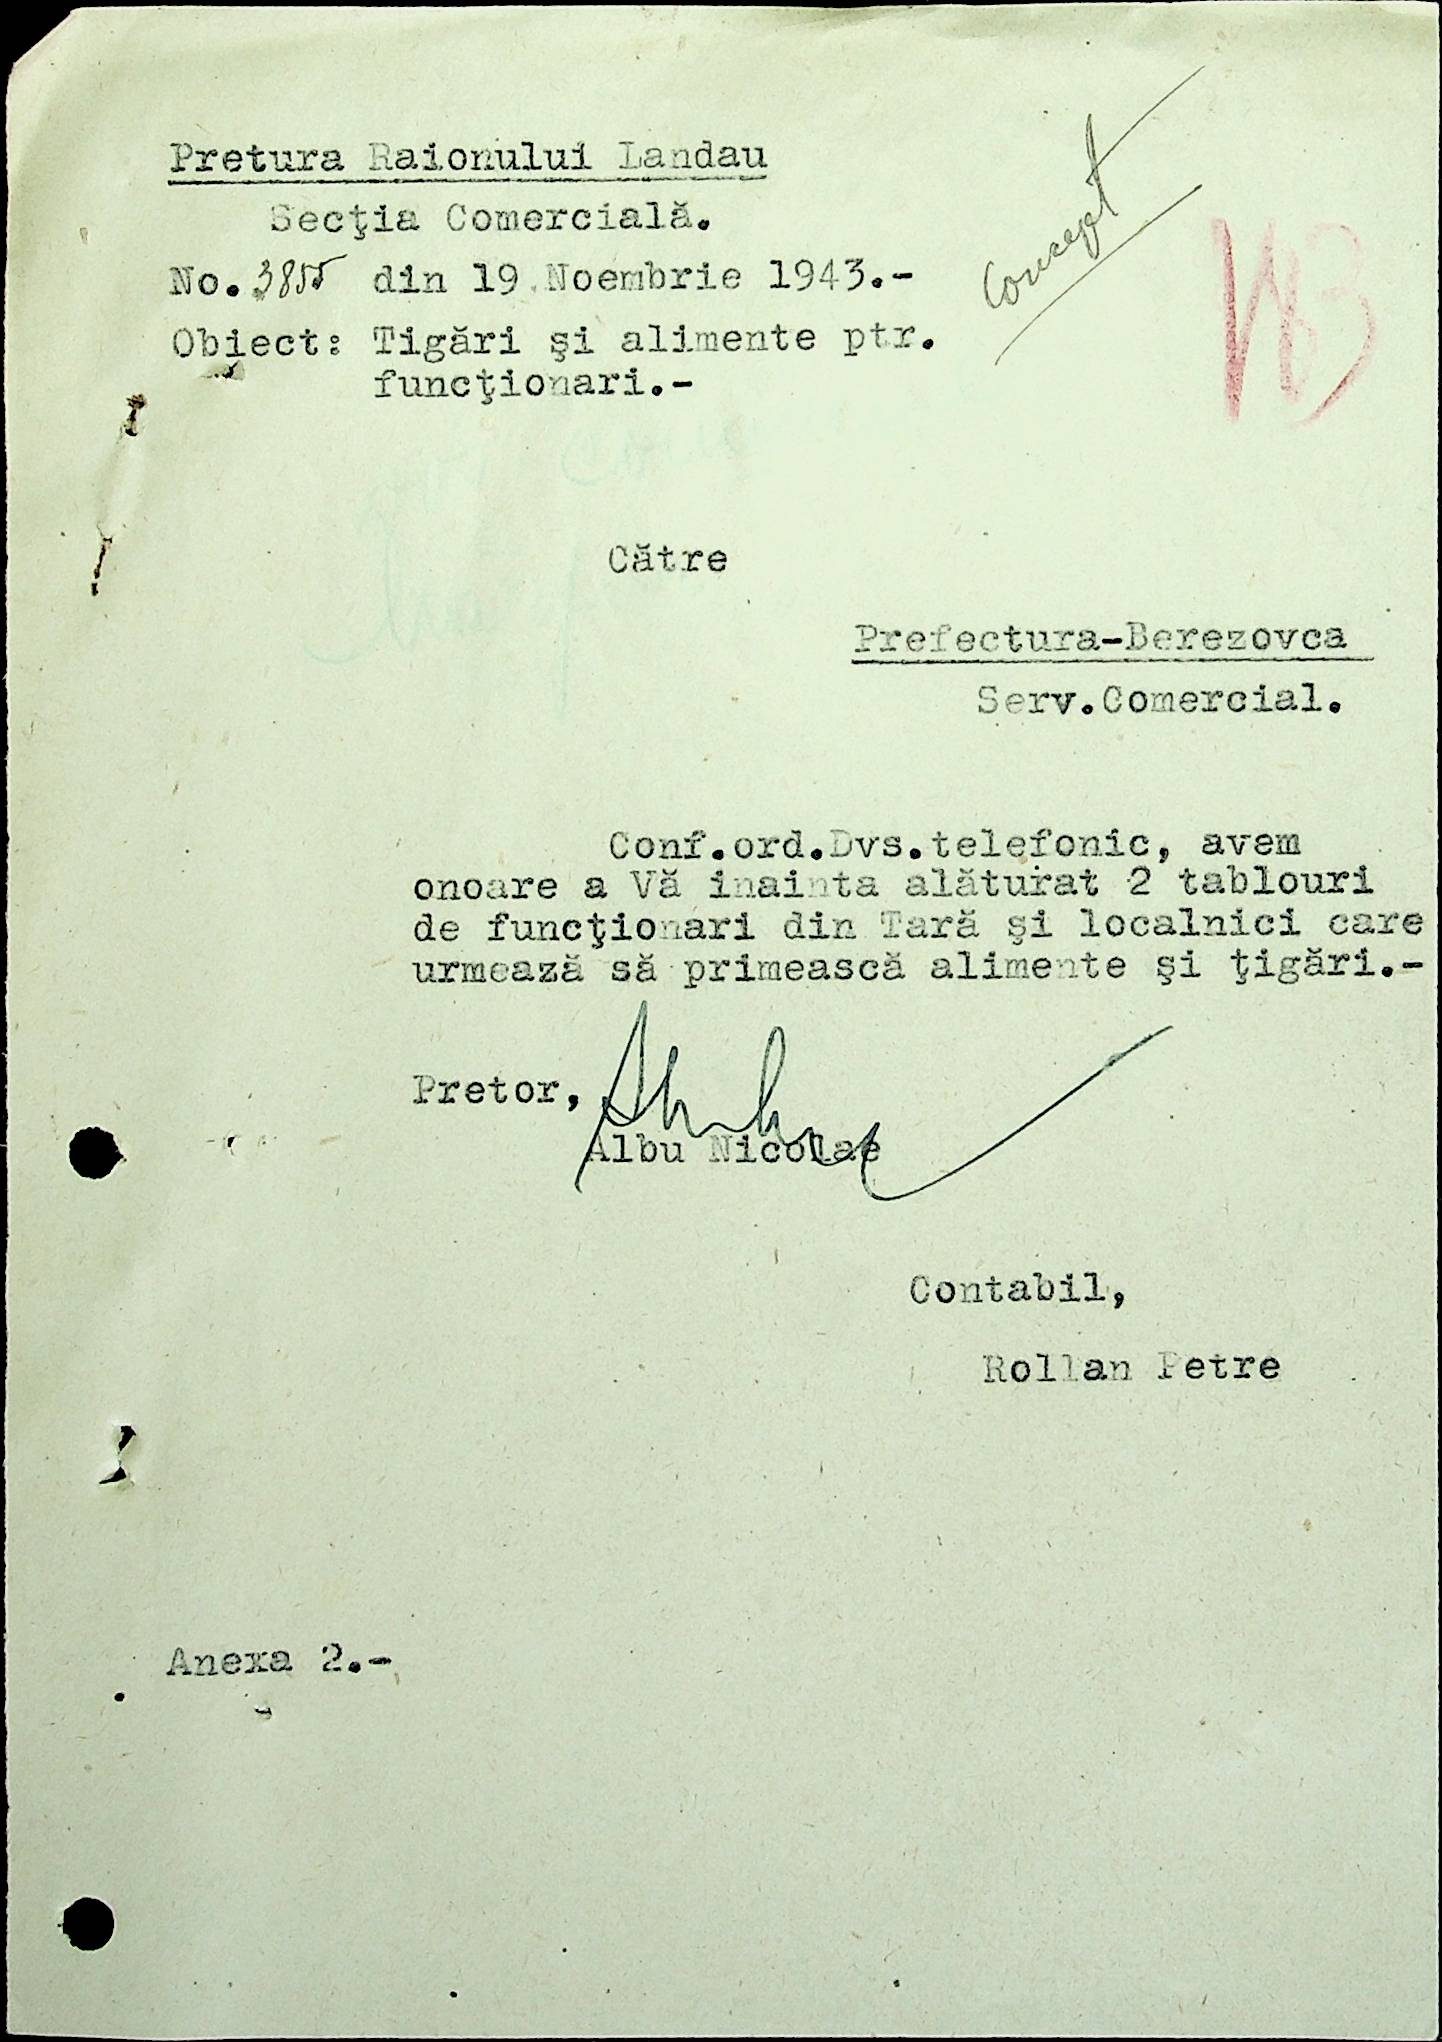 Pretura Raionului Landau
Secţia Comercială.
No. 3855 din 19 Noembrie 1943.-
Concept
Obiect: Tigări şi alimente ptr.
funcţionari.-
Către
Prefectura-Berezovca
Serv.Comercial.
Conf.ord.Dvs.telefonic, avem
onoare a Vă inainta alăturat 2 tablouri
de funcţionari din Tară şi localnici care
urmează să primească alimente şi ţigări.-
Pretor,
Albu Nicolae
Contabil,
Rollan Petre
Anexa 2.-